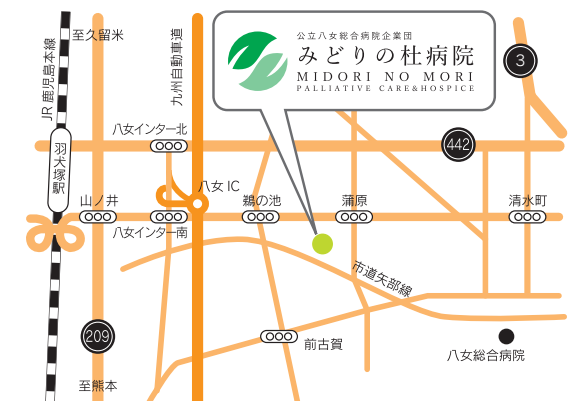 公立八女総合病院企業団
みどりの杜病院
MIDORI NO MORI
PALLIATIVE CARE&HOSPICE
至久留米
JR鹿児島本線
九州自動車道
3
八女インター北
442
羽犬塚駅
山ノ井
八女IC
鵜の池
蒲原
清水町
八女インター南
市道矢部線
209
前古賀
八女総合病院
至熊本